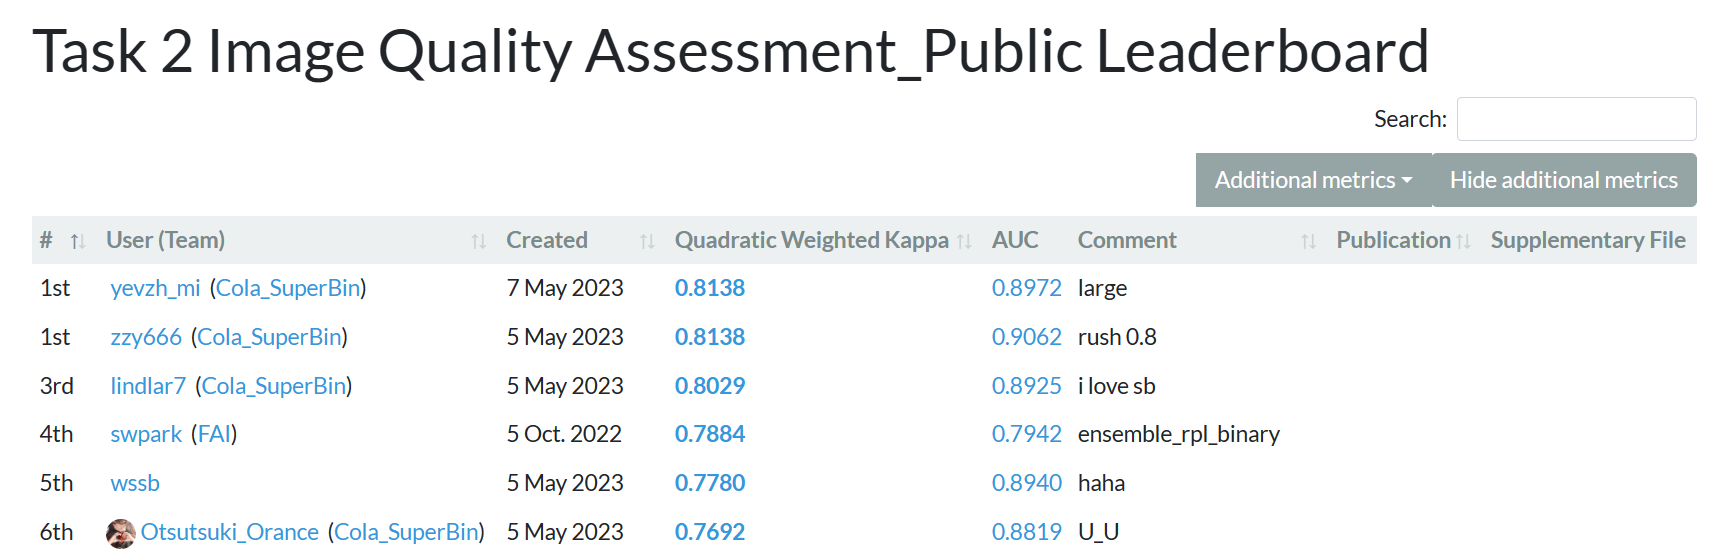 Task 2 Image Quality Assessment_Public Leaderboard
Search:
Additional metrics Hide additional metrics
# User (Team) Created Quadratic Weighted Kappa AUC Comment Publication Supplementary File
1st yevzh_mi (Cola_SuperBin) 7 May 2023 0.8138 0.8972 large
1st zzy666 (Cola_SuperBin) 5 May 2023 0.8138 0.9062 rush 0.8
3rd lindlar7 (Cola_SuperBin) 5 May 2023 0.8029 0.8925 i love sb
4th swpark (FAI) 5 Oct. 2022 0.7884 0.7942 ensemble_rpl_binary
5th wssb 5 May 2023 0.7780 0.8940 haha
6th Otsutsuki_Orance (Cola_SuperBin) 5 May 2023 0.7692 0.8819 U_U